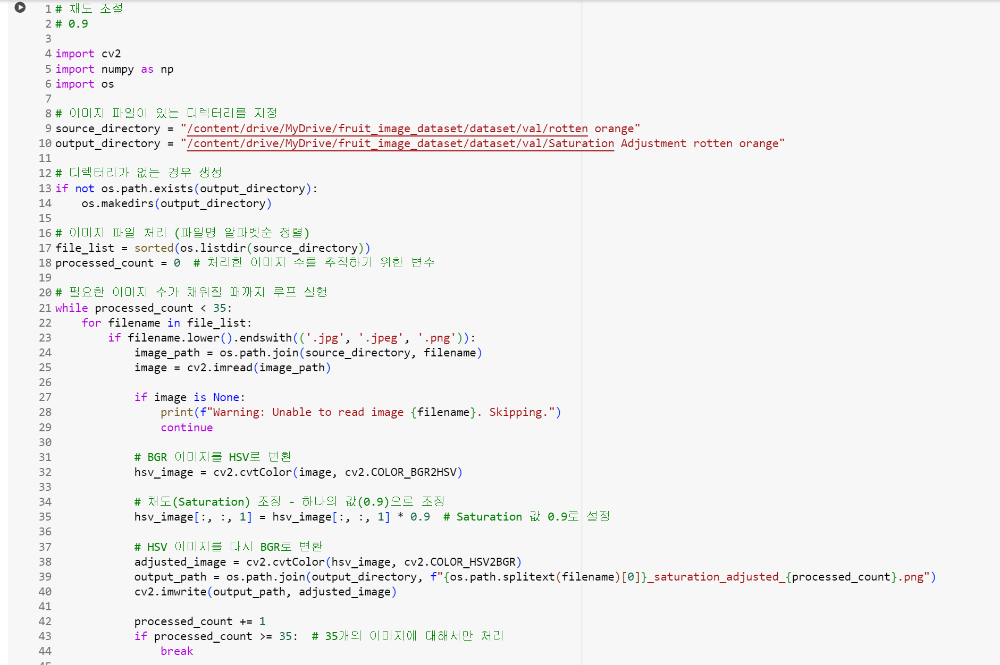 1 # 채도 조절
2 # 0.9
3
4 import cv2
5 import numpy as np
6 import os
7
8 # 이미지 파일이 있는 디렉터리를 지정
9 source_directory = "/content/drive/MyDrive/fruit_image_dataset/dataset/val/rotten orange"
10 output_directory = "/content/drive/MyDrive/fruit_image_dataset/dataset/val/Saturation Adjustment rotten orange"
11
12 # 디렉터리가 없는 경우 생성
13 if not os.path.exists(output_directory):
14     os.makedirs(output_directory)
15
16 # 이미지 파일 처리 (파일명 알파벳순 정렬)
17 file_list = sorted(os.listdir(source_directory))
18 processed_count = 0  # 처리한 이미지 수를 추적하기 위한 변수
19
20 # 필요한 이미지 수가 채워질 때까지 루프 실행
21 while processed_count < 35:
22     for filename in file_list:
23         if filename.lower().endswith(('.jpg', '.jpeg', '.png')):
24             image_path = os.path.join(source_directory, filename)
25             image = cv2.imread(image_path)
26
27             if image is None:
28                 print(f"Warning: Unable to read image {filename}. Skipping.")
29                 continue
30
31             # BGR 이미지를 HSV로 변환
32             hsv_image = cv2.cvtColor(image, cv2.COLOR_BGR2HSV)
33
34             # 채도(Saturation) 조정 - 하나의 값(0.9)으로 조정
35             hsv_image[:, :, 1] = hsv_image[:, :, 1] * 0.9  # Saturation 값 0.9로 설정
36
37             # HSV 이미지를 다시 BGR로 변환
38             adjusted_image = cv2.cvtColor(hsv_image, cv2.COLOR_HSV2BGR)
39             output_path = os.path.join(output_directory, f"{os.path.splitext(filename)[0]}_saturation_adjusted_{processed_count}.png")
40             cv2.imwrite(output_path, adjusted_image)
41
42             processed_count += 1
43             if processed_count >= 35:  # 35개의 이미지에 대해서만 처리
44                 break